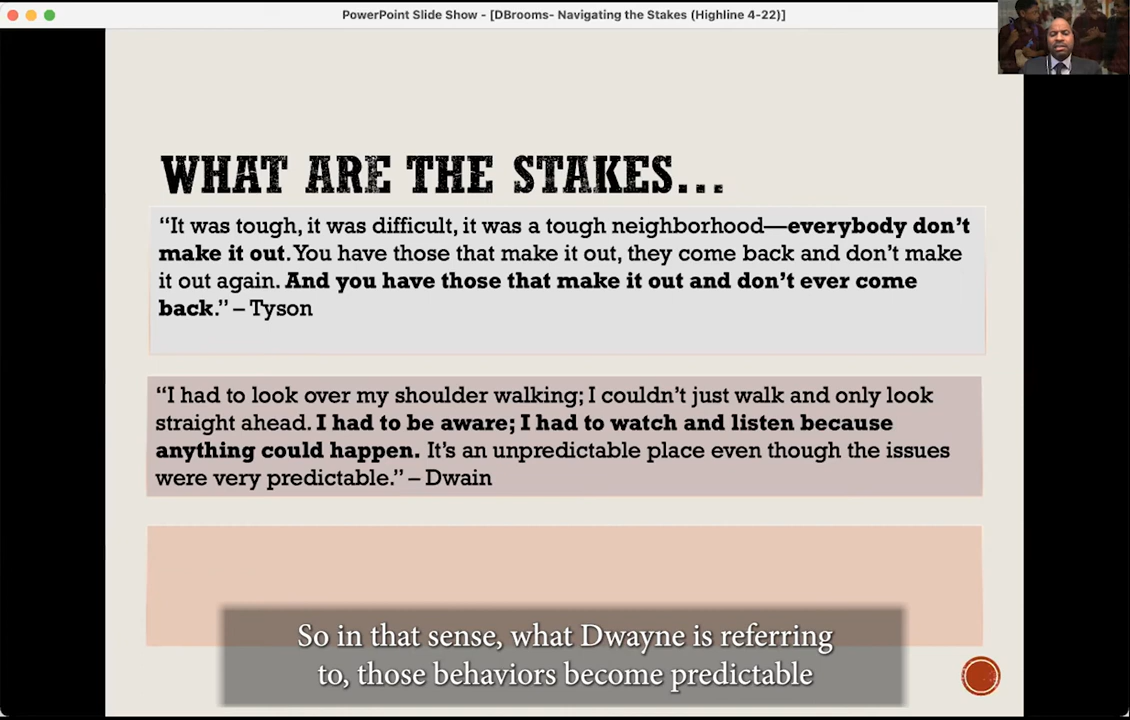 PowerPoint Slide Show - [DBrooms- Navigating the Stakes (Highline 4-22)]
WHAT ARE THE STAKES...
“It was tough, it was difficult, it was a tough neighborhood—everybody don’t
make it out. You have those that make it out, they come back and don’t make
it out again. And you have those that make it out and don’t ever come
back.” – Tyson
“I had to look over my shoulder walking; I couldn’t just walk and only look
straight ahead. I had to be aware; I had to watch and listen because
anything could happen. It’s an unpredictable place even though the issues
were very predictable.” – Dwain
So in that sense, what Dwayne is referring
to, those behaviors become predictable